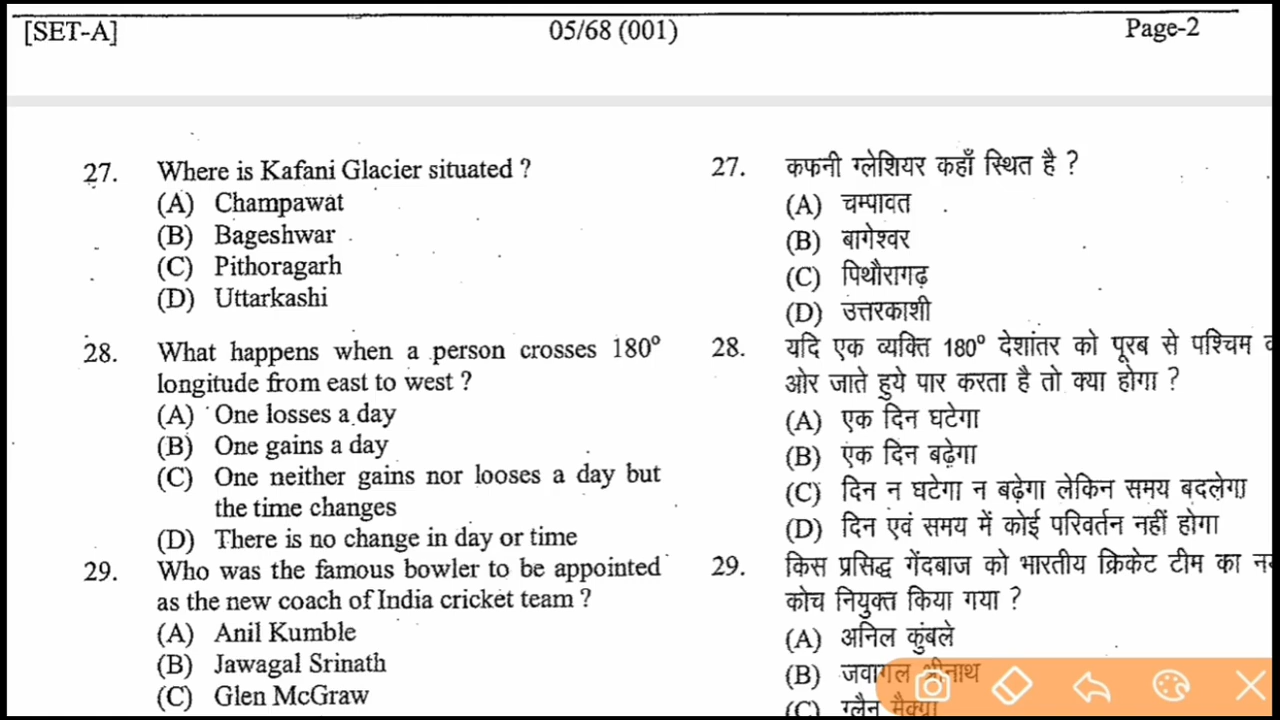 [SET-A] 05/68 (001) Page-2
27. Where is Kafani Glacier situated ?
(A) Champawat
(B) Bageshwar
(C) Pithoragarh
(D) Uttarkashi
28. What happens when a person crosses 180° longitude from east to west ?
(A) One losses a day
(B) One gains a day
(C) One neither gains nor looses a day but
the time changes
(D) There is no change in day or time
29. Who was the famous bowler to be appointed
as the new coach of India cricket team ?
(A) Anil Kumble
(B) Jawagal Srinath
(C) Glen McGraw
27. कफनी ग्लेशियर कहाँ स्थित है ?
(A) चम्पावत
(B) बागेश्वर
(C) पिथौरागढ़
(D) उत्तरकाशी
28. यदि एक व्यक्ति 180° देशांतर को पूरब से पश्चिम
ओर जाते हुये पार करता है तो क्या होगा ?
(A) एक दिन घटेगा
(B) एक दिन बढ़ेगा
(C) दिन न घटेगा न बढ़ेगा लेकिन समय बदलेगा
(D) दिन एवं समय में कोई परिवर्तन नहीं होगा
29. किस प्रसिद्ध गेंदबाज को भारतीय क्रिकेट टीम का
कोच नियुक्त किया गया ?
(A) अनिल कुंबले
(B) जवागल श्रीनाथ
(C) ग्लैन मैक्ग्रा